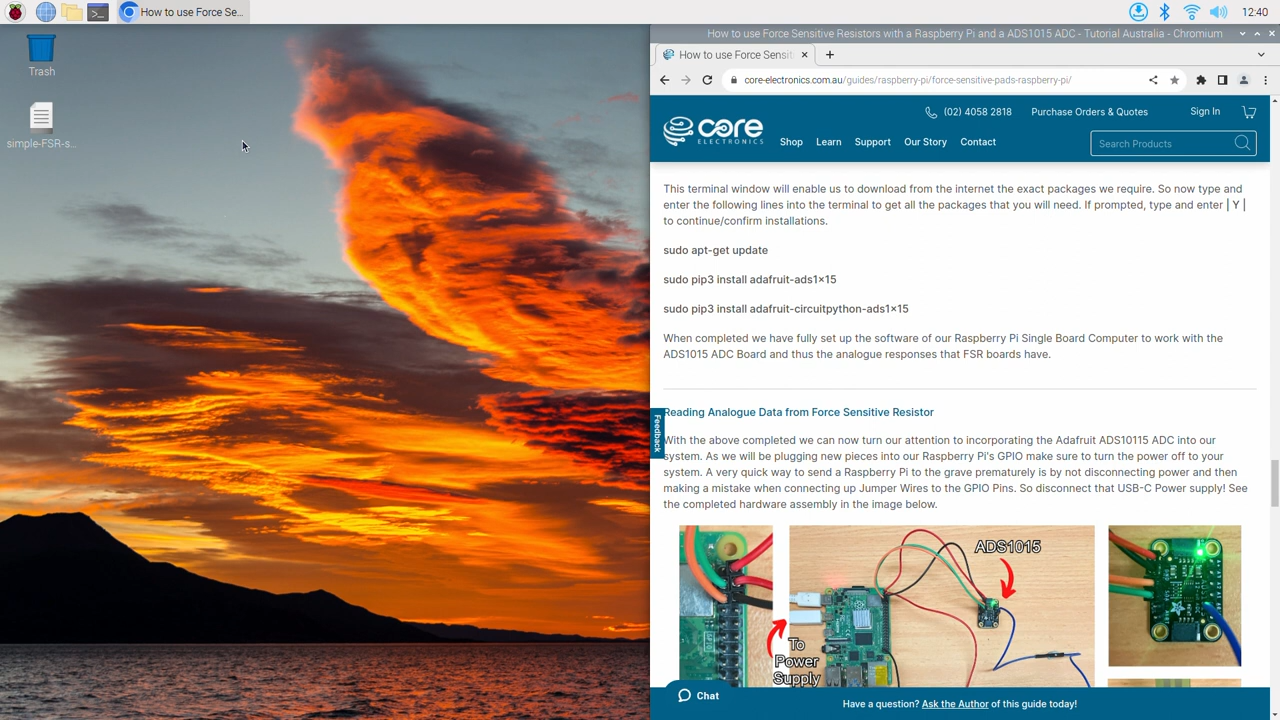 How to use Force Se...
12:40
Trash
simple-FSR-s...
How to use Force Sensitive Resistors with a Raspberry Pi and a ADS1015 ADC - Tutorial Australia - Chromium
How to use Force Sensit
core-electronics.com.au/guides/raspberry-pi/force-sensitive-pads-raspberry-pi/
(02) 4058 2818 Purchase Orders & Quotes Sign In
core
ELECTRONICS
Shop Learn Support Our Story Contact
Search Products
This terminal window will enable us to download from the internet the exact packages we require. So now type and
enter the following lines into the terminal to get all the packages that you will need. If prompted, type and enter | Y |
to continue/confirm installations.
sudo apt-get update
sudo pip3 install adafruit-ads1×15
sudo pip3 install adafruit-circuitpython-ads1×15
When completed we have fully set up the software of our Raspberry Pi Single Board Computer to work with the
ADS1015 ADC Board and thus the analogue responses that FSR boards have.
Reading Analogue Data from Force Sensitive Resistor
Feedback
With the above completed we can now turn our attention to incorporating the Adafruit ADS10115 ADC into our
system. As we will be plugging new pieces into our Raspberry Pi's GPIO make sure to turn the power off to your
system. A very quick way to send a Raspberry Pi to the grave prematurely is by not disconnecting power and then
making a mistake when connecting up Jumper Wires to the GPIO Pins. So disconnect that USB-C Power supply! See
the completed hardware assembly in the image below.
ADS1015
To
Power
Supply
Chat
Have a question? Ask the Author of this guide today!